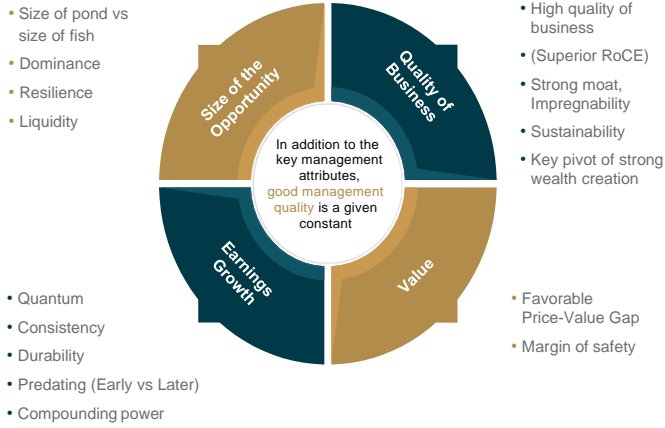 • Size of pond vs
size of fish
• Dominance
• Resilience
• Liquidity
Size of the
Opportunity
Quality of
Business
• High quality of
business
• (Superior RoCE)
• Strong moat,
Impregnability
• Sustainability
• Key pivot of strong
wealth creation
In addition to the
key management
attributes,
good management
quality is a given
constant
Earnings
Growth
Value
• Quantum
• Consistency
• Durability
• Predating (Early vs Later)
• Compounding power
• Favorable
Price-Value Gap
• Margin of safety